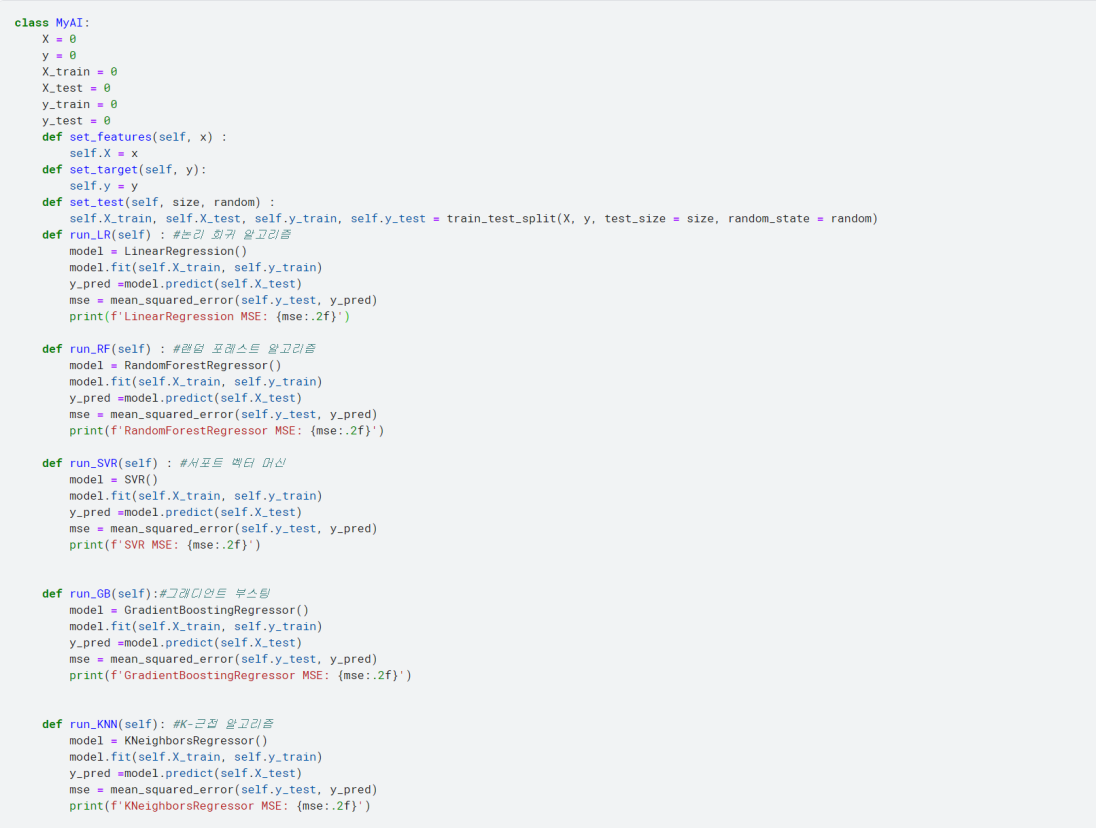 class MyAI:
    X = 0
    y = 0
    X_train = 0
    X_test = 0
    y_train = 0
    y_test = 0
    def set_features(self, x) :
        self.X = x
    def set_target(self, y):
        self.y = y
    def set_test(self, size, random) :
        self.X_train, self.X_test, self.y_train, self.y_test = train_test_split(X, y, test_size = size, random_state = random)
    def run_LR(self) : #논리 회귀 알고리즘
        model = LinearRegression()
        model.fit(self.X_train, self.y_train)
        y_pred =model.predict(self.X_test)
        mse = mean_squared_error(self.y_test, y_pred)
        print(f'LinearRegression MSE: {mse:.2f}')
    def run_RF(self) : #랜덤 포레스트 알고리즘
        model = RandomForestRegressor()
        model.fit(self.X_train, self.y_train)
        y_pred =model.predict(self.X_test)
        mse = mean_squared_error(self.y_test, y_pred)
        print(f'RandomForestRegressor MSE: {mse:.2f}')
    def run_SVR(self) : #서포트 벡터 머신
        model = SVR()
        model.fit(self.X_train, self.y_train)
        y_pred =model.predict(self.X_test)
        mse = mean_squared_error(self.y_test, y_pred)
        print(f'SVR MSE: {mse:.2f}')
    def run_GB(self):#그래디언트 부스팅
        model = GradientBoostingRegressor()
        model.fit(self.X_train, self.y_train)
        y_pred =model.predict(self.X_test)
        mse = mean_squared_error(self.y_test, y_pred)
        print(f'GradientBoostingRegressor MSE: {mse:.2f}')
    def run_KNN(self): #K-근접 알고리즘
        model = KNeighborsRegressor()
        model.fit(self.X_train, self.y_train)
        y_pred =model.predict(self.X_test)
        mse = mean_squared_error(self.y_test, y_pred)
        print(f'KNeighborsRegressor MSE: {mse:.2f}')